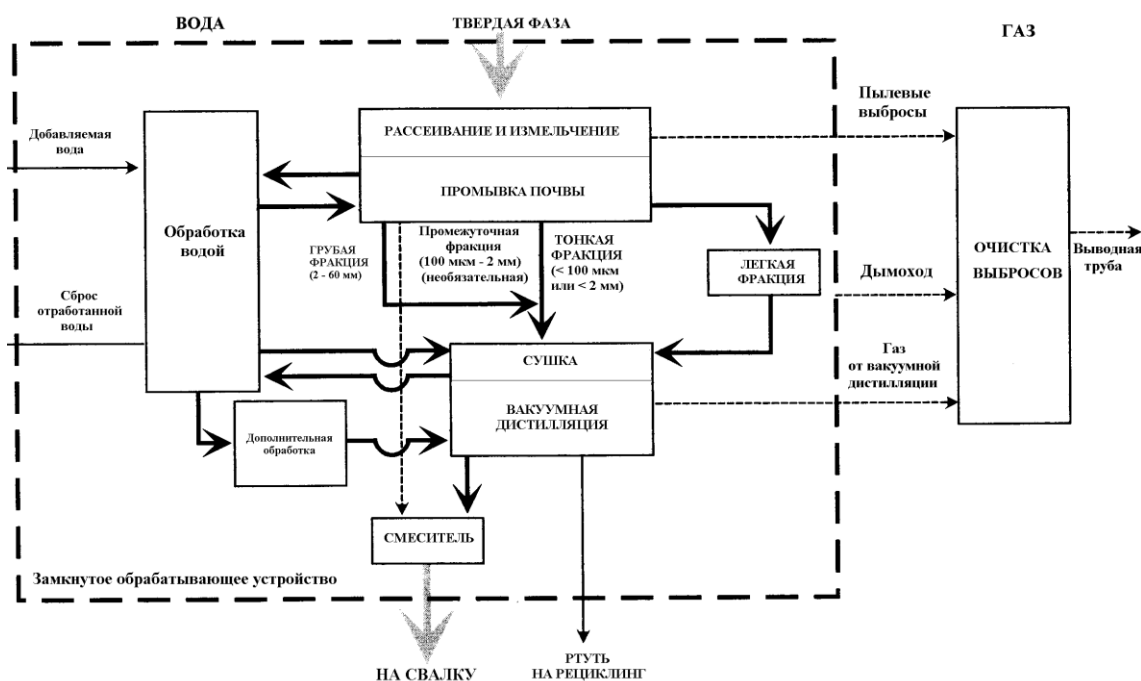 ВОДА
ТВЕРДАЯ ФАЗА
ГАЗ
Добавляемая
вода
РАССЕИВАНИЕ И ИЗМЕЛЬЧЕНИЕ
ПРОМЫВКА ПОЧВЫ
Пылевые
выбросы
Обработка
водой
ГРУБАЯ
ФРАКЦИЯ
(2 - 60 мм)
Промежуточная
фракция
(100 мкм - 2 мм)
(необязательная)
ТОНКАЯ
ФРАКЦИЯ
(< 100 мкм
или < 2 мм)
ЛЕГКАЯ
ФРАКЦИЯ
ОЧИСТКА
ВЫБРОСОВ
Выводная
труба
Дымоход
Сброс
отработанной
воды
СУШКА
ВАКУУМНАЯ
ДИСТИЛЛЯЦИЯ
Газ
от вакуумной
дистилляции
Дополнительная
обработка
СМЕСИТЕЛЬ
Замкнутое обрабатывающее устройство
НА СВАЛКУ
РТУТЬ
НА РЕЦИКЛИНГ